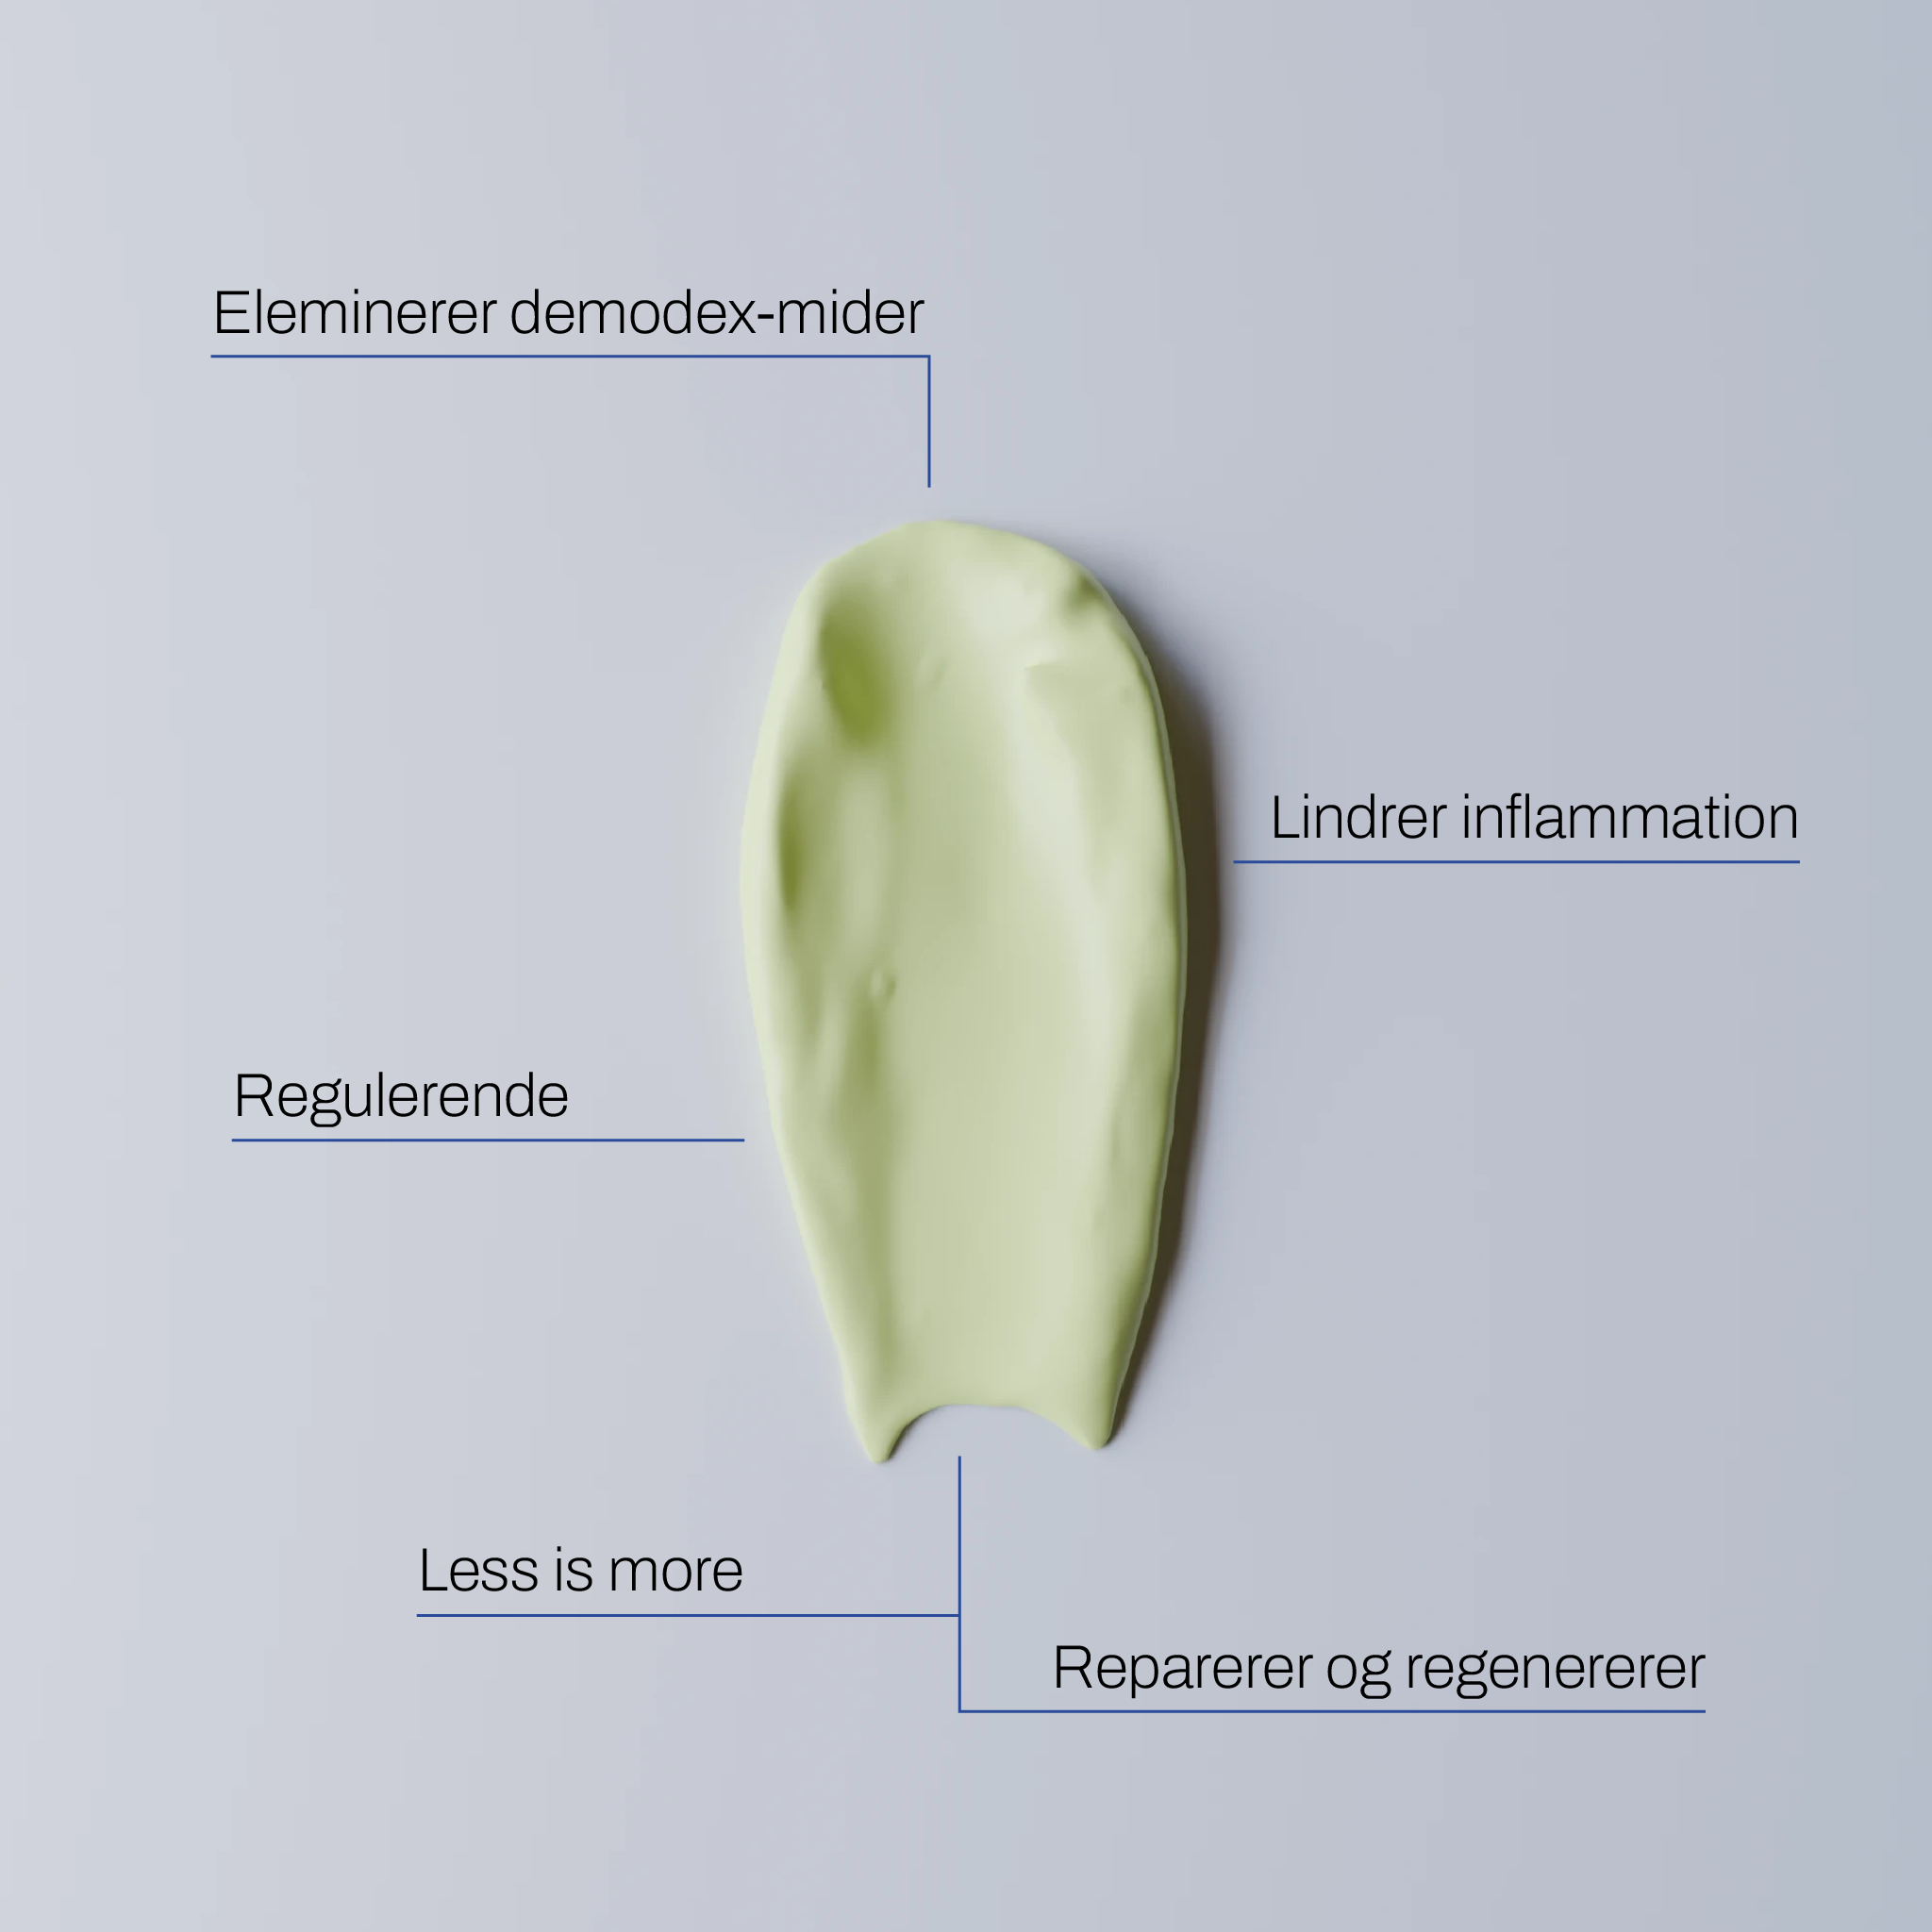 Eleminerer demodex-mider
Lindrer inflammation
Regulerende
Less is more
Reparerer og regenererer